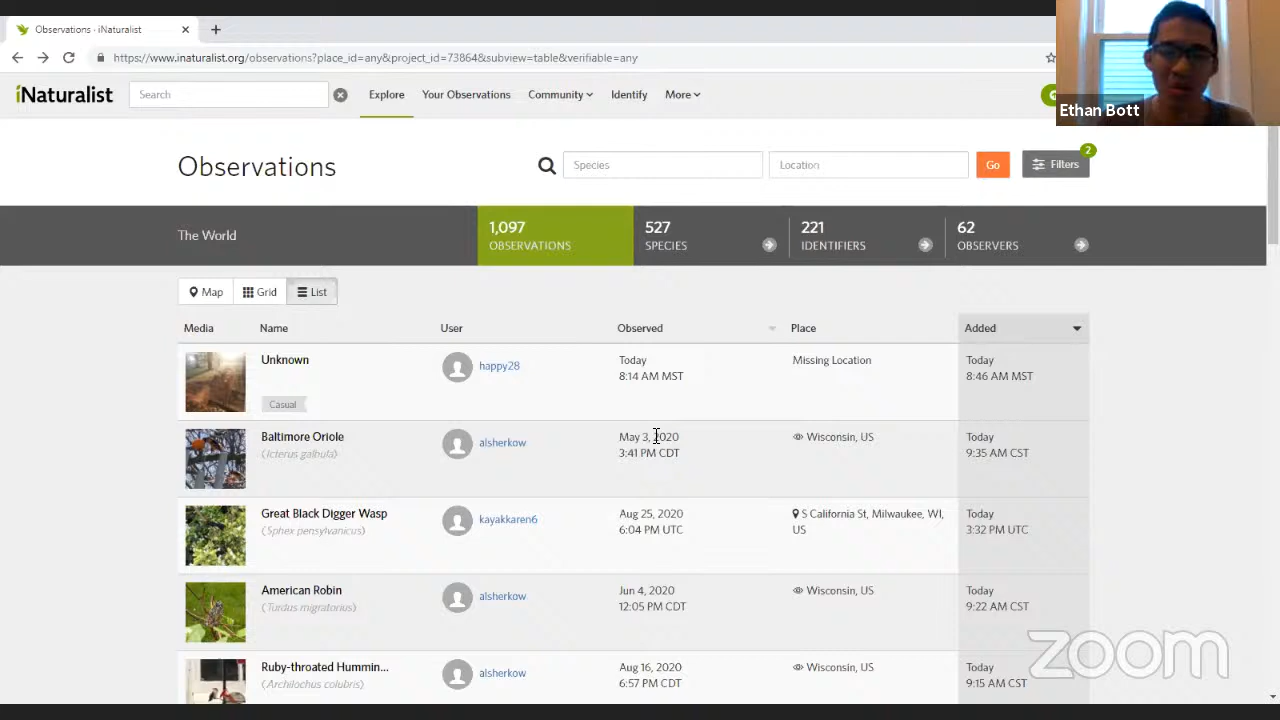 Observations · iNaturalist
https://www.inaturalist.org/observations?place_id=any&project_id=73864&subview=table&verifiable=any
Ethan Bott
iNaturalist Search Explore Your Observations Community Identify More
Observations Species Location Go Filters 2
The World
1,097 OBSERVATIONS
527 SPECIES
221 IDENTIFIERS
62 OBSERVERS
Map Grid List
Media Name User Observed Place Added
Unknown happy28 Today Missing Location Today
8:14 AM MST 8:46 AM MST
Casual
Baltimore Oriole alsherkow May 3, 2020 Wisconsin, US Today
(Icterus galbula) 3:41 PM CDT 9:35 AM CST
Great Black Digger Wasp kayakkaren6 Aug 25, 2020 S California St, Milwaukee, WI, Today
(Sphex pensylvanicus) 6:04 PM UTC US 3:32 PM UTC
American Robin alsherkow Jun 4, 2020 Wisconsin, US Today
(Turdus migratorius) 12:05 PM CDT 9:22 AM CST
Ruby-throated Hummin... alsherkow Aug 16, 2020 Wisconsin, US Today
(Archilochus colubris) 6:57 PM CDT 9:15 AM CST
zoom